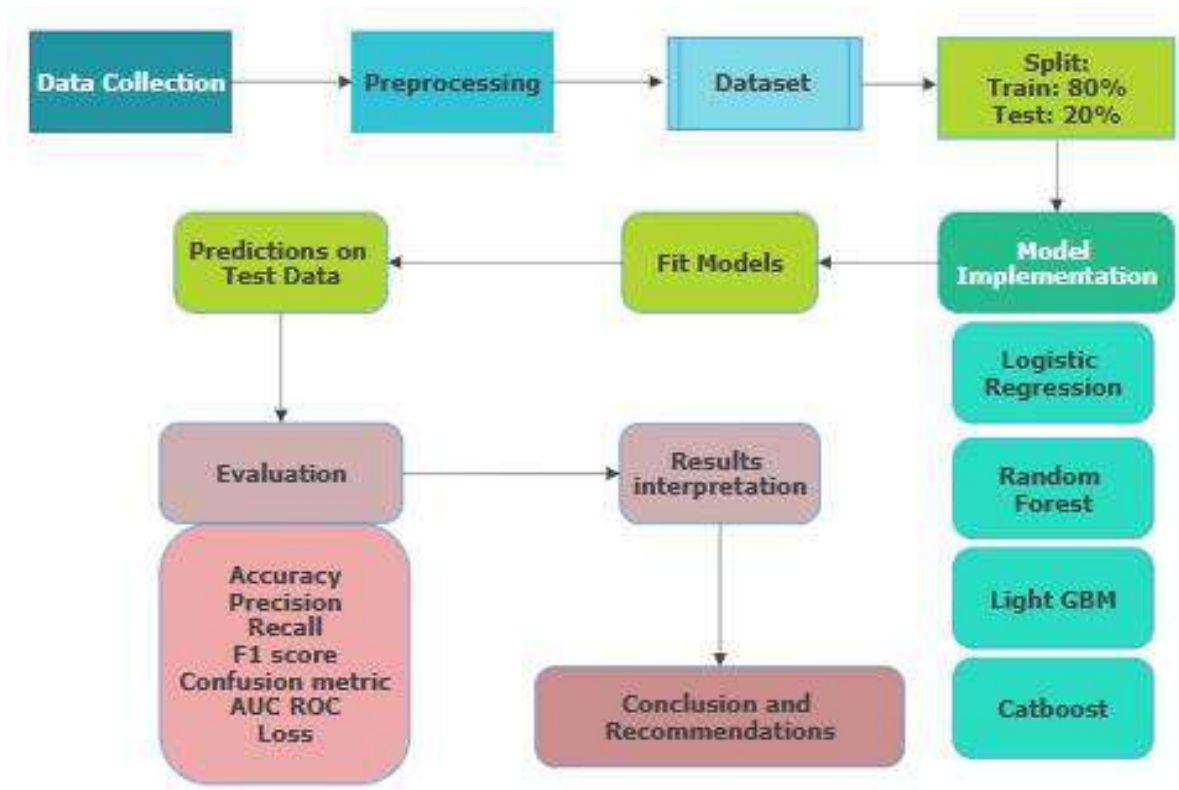 Data Collection
Preprocessing
Dataset
Split:
Train: 80%
Test: 20%
Predictions on
Test Data
Fit Models
Model
Implementation
Logistic
Regression
Random
Forest
Light GBM
Catboost
Evaluation
Results
interpretation
Accuracy
Precision
Recall
F1 score
Confusion metric
AUC ROC
Loss
Conclusion and
Recommendations